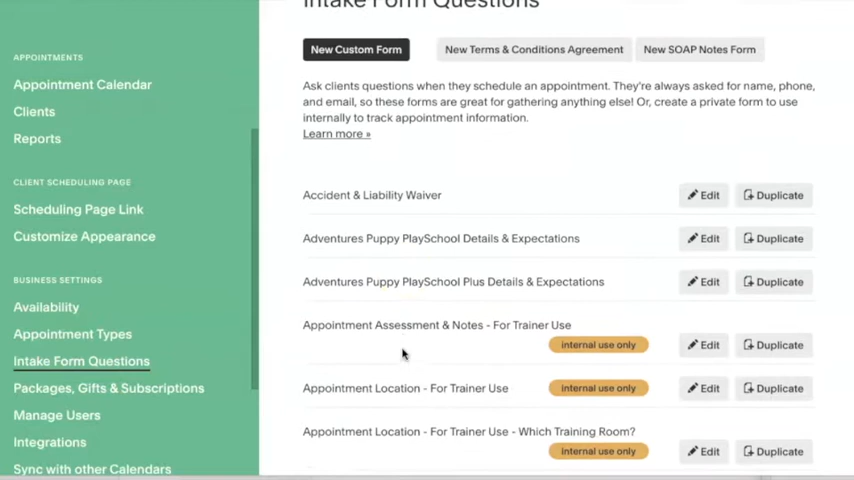 Intake Form Questions
APPOINTMENTS
Appointment Calendar
Clients
Reports
CLIENT SCHEDULING PAGE
Scheduling Page Link
Customize Appearance
BUSINESS SETTINGS
Availability
Appointment Types
Intake Form Questions
Packages, Gifts & Subscriptions
Manage Users
Integrations
Sync with other Calendars
New Custom Form New Terms & Conditions Agreement New SOAP Notes Form
Ask clients questions when they schedule an appointment. They're always asked for name, phone,
and email, so these forms are great for gathering anything else! Or, create a private form to use
internally to track appointment information.
Learn more »
Accident & Liability Waiver Edit Duplicate
Adventures Puppy PlaySchool Details & Expectations Edit Duplicate
Adventures Puppy PlaySchool Plus Details & Expectations Edit Duplicate
Appointment Assessment & Notes - For Trainer Use
internal use only Edit Duplicate
Appointment Location - For Trainer Use internal use only Edit Duplicate
Appointment Location - For Trainer Use - Which Training Room?
internal use only Edit Duplicate